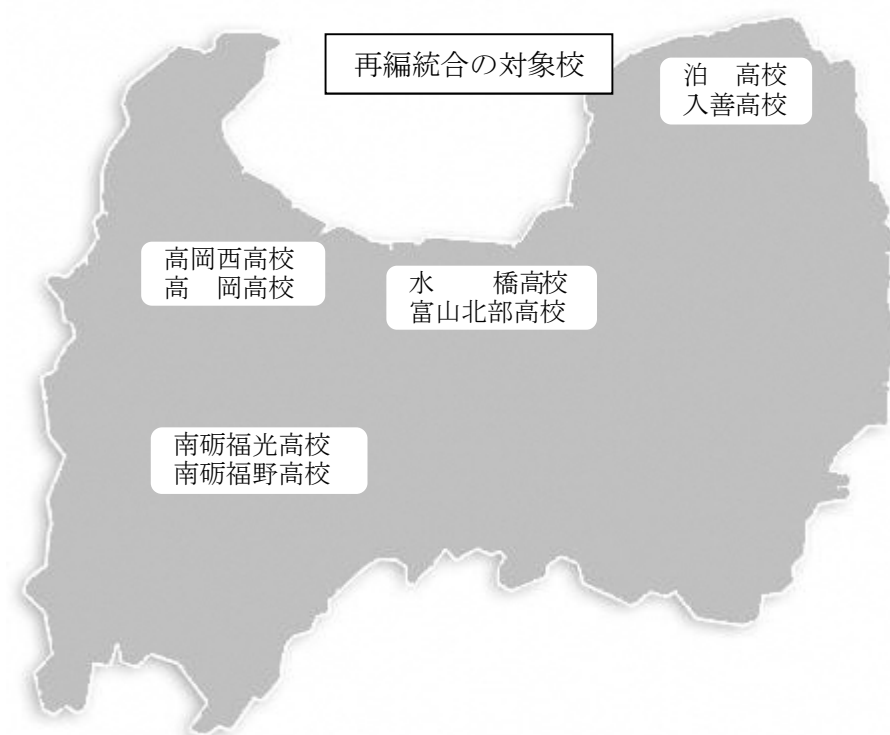 再編統合の対象校
泊　高校
入善高校
高岡西高校
高　岡高校
水　　橋高校
富山北部高校
南砺福光高校
南砺福野高校